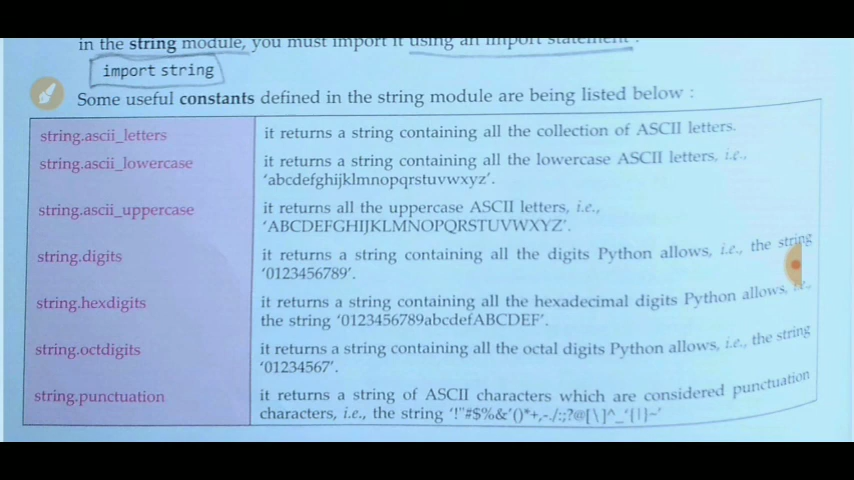 in the string module, you must import it using an import statement :
import string
Some useful constants defined in the string module are being listed below :
string.ascii_letters it returns a string containing all the collection of ASCII letters.
string.ascii_lowercase it returns a string containing all the lowercase ASCII letters, i.e.,
'abcdefghijklmnopqrstuvwxyz'.
string.ascii_uppercase it returns all the uppercase ASCII letters, i.e.,
'ABCDEFGHIJKLMNOPQRSTUVWXYZ'.
string.digits it returns a string containing all the digits Python allows, i.e., the string
'0123456789'.
string.hexdigits it returns a string containing all the hexadecimal digits Python allows, i.e.,
the string '0123456789abcdefABCDEF'.
string.octdigits it returns a string containing all the octal digits Python allows, i.e., the string
'01234567'.
string.punctuation it returns a string of ASCII characters which are considered punctuation
characters, i.e., the string '!"#$%&'()*+,-./:;?@[\]^_'{|}~'